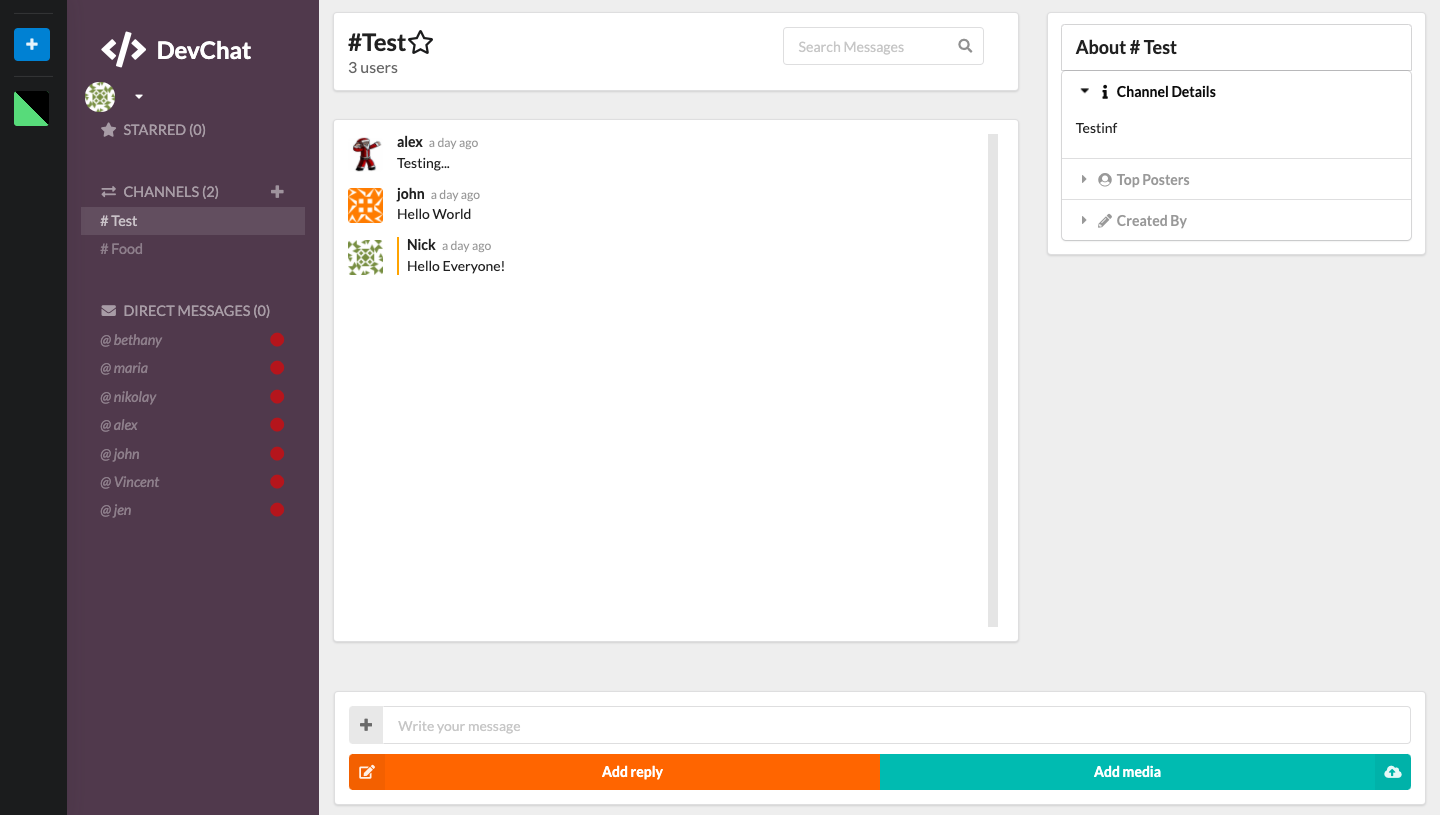 DevChat
STARRED (0)
CHANNELS (2)
# Test
# Food
DIRECT MESSAGES (0)
@ bethany
@ maria
@ nikolay
@ alex
@ john
@ Vincent
@ jen
#Test
3 users
Search Messages
alex a day ago
Testing...
john a day ago
Hello World
Nick a day ago
Hello Everyone!
Write your message
Add reply
Add media
About # Test
Channel Details
Testinf
Top Posters
Created By